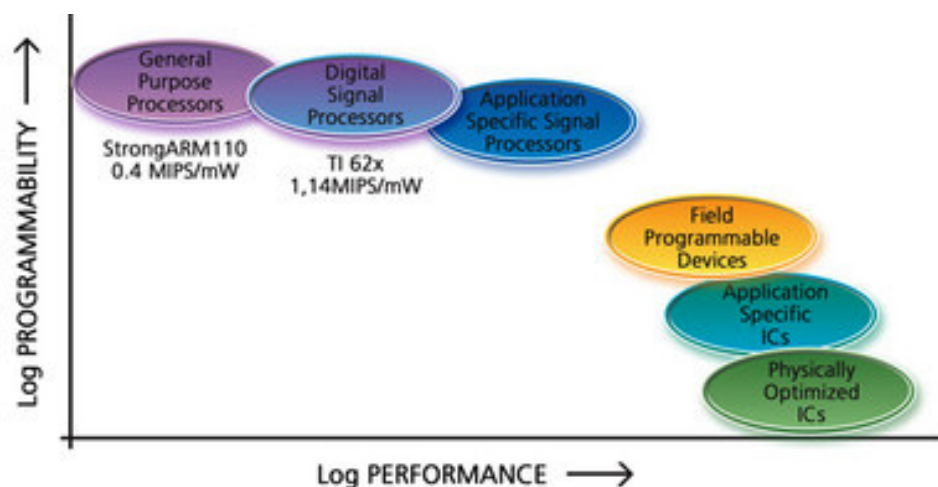 Log PROGRAMMABILITY
General
Purpose
Processors
StrongARM110
0.4 MIPS/mW
Digital
Signal
Processors
TI 62x
1,14MIPS/mW
Application
Specific Signal
Processors
Field
Programmable
Devices
Application
Specific
ICs
Physically
Optimized
ICs
Log PERFORMANCE